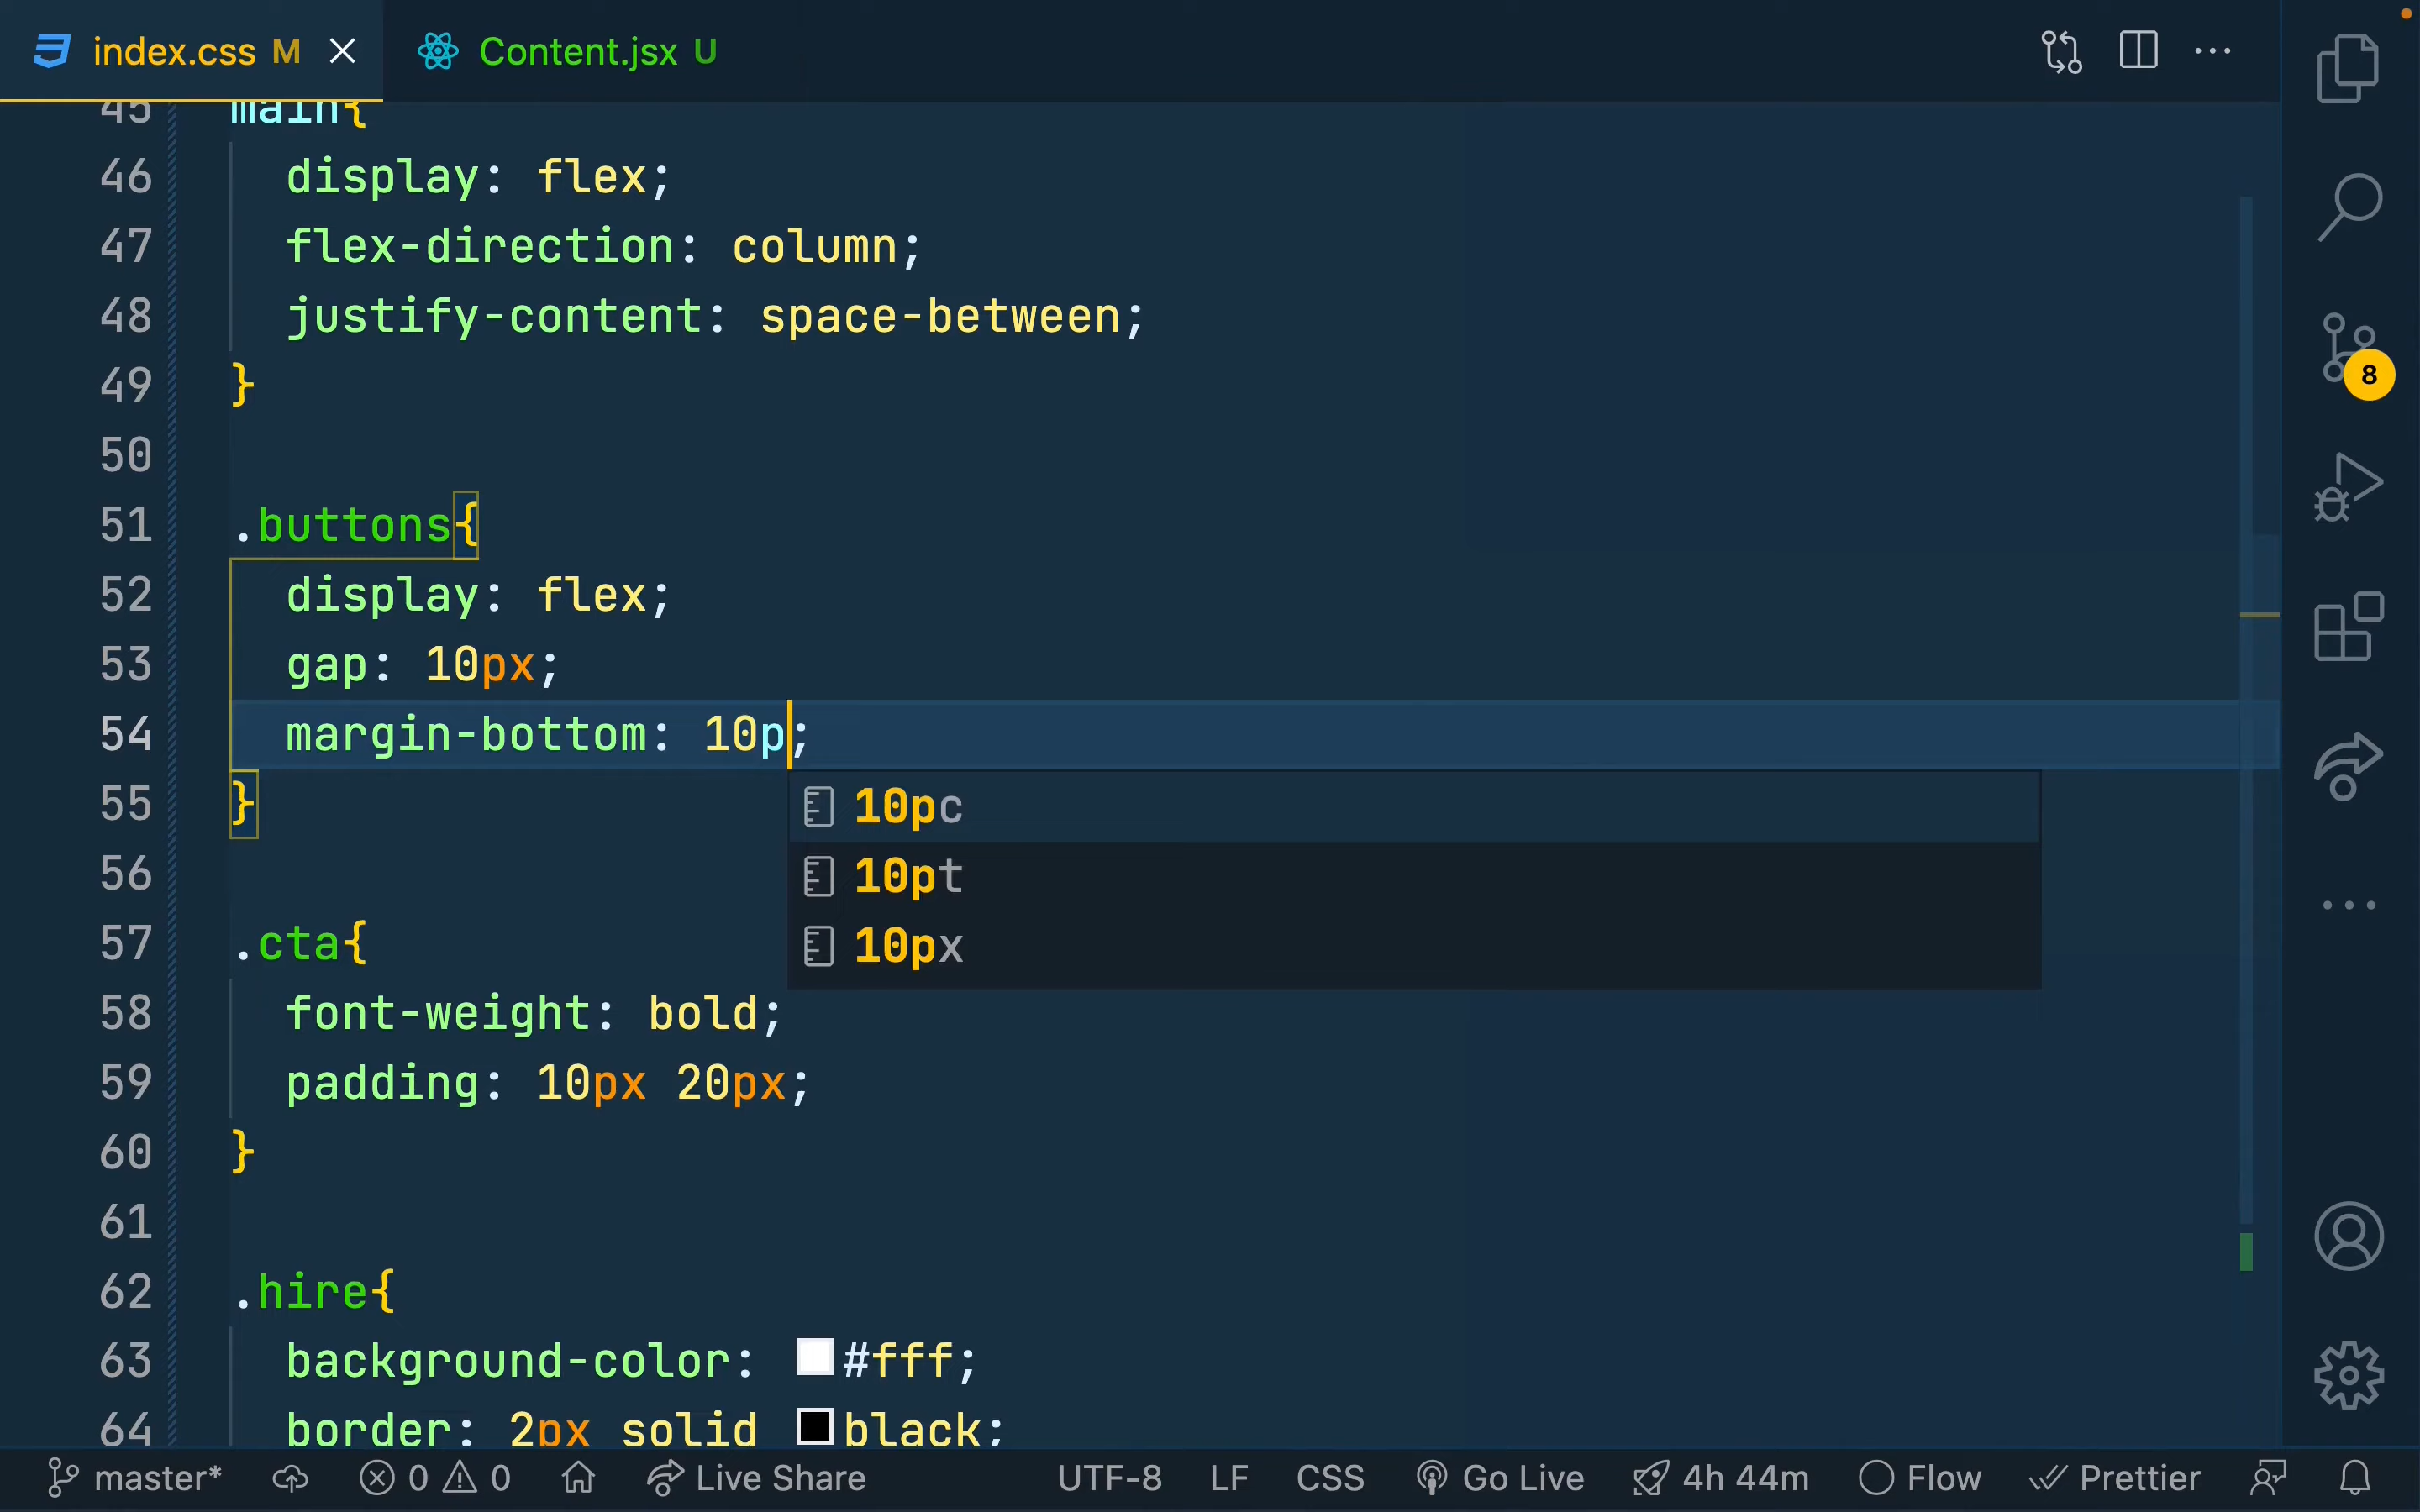 index.css M
Content.jsx U
45 main{
46 display: flex;
47 flex-direction: column;
48 justify-content: space-between;
49 }
50
51 .buttons{
52 display: flex;
53 gap: 10px;
54 margin-bottom: 10p;
55 }
10pc
10pt
10px
56
57 .cta{
58 font-weight: bold;
59 padding: 10px 20px;
60 }
61
62 .hire{
63 background-color: #fff;
64 border: 2px solid black;
8
master* 0 0 Live Share UTF-8 LF CSS Go Live 4h 44m Flow Prettier